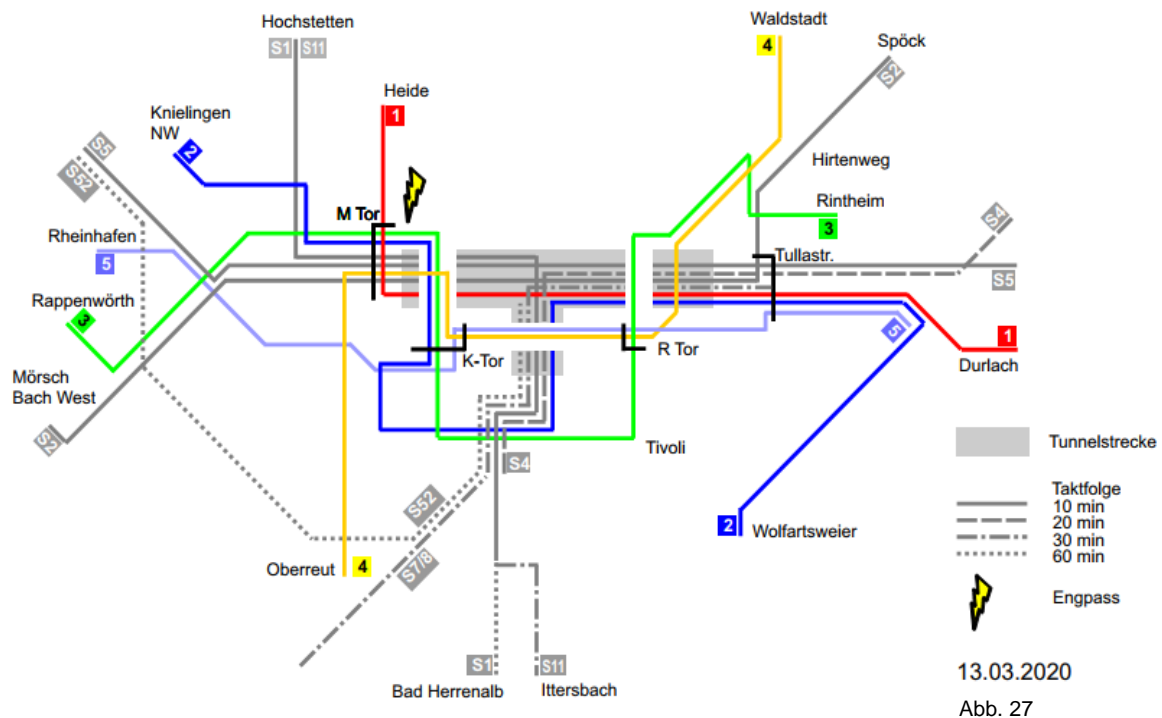 Hochstetten
S1 S11
Waldstadt
4
Spöck
S2
Heide
1
Knielingen
NW
2
S5
S52
Hirtenweg
Rintheim
3
M Tor
S4
Rheinhafen
5
Tullastr.
S5
Rappenwörth
3
5
R Tor
K-Tor
1
Durlach
Mörsch
Bach West
S2
Tivoli
Tunnelstrecke
S4
Taktfolge
10 min
20 min
30 min
60 min
S52
2
Wolfartsweier
S7/8
Oberreut
4
Engpass
S1
S11
Bad Herrenalb
Ittersbach
13.03.2020
Abb. 27